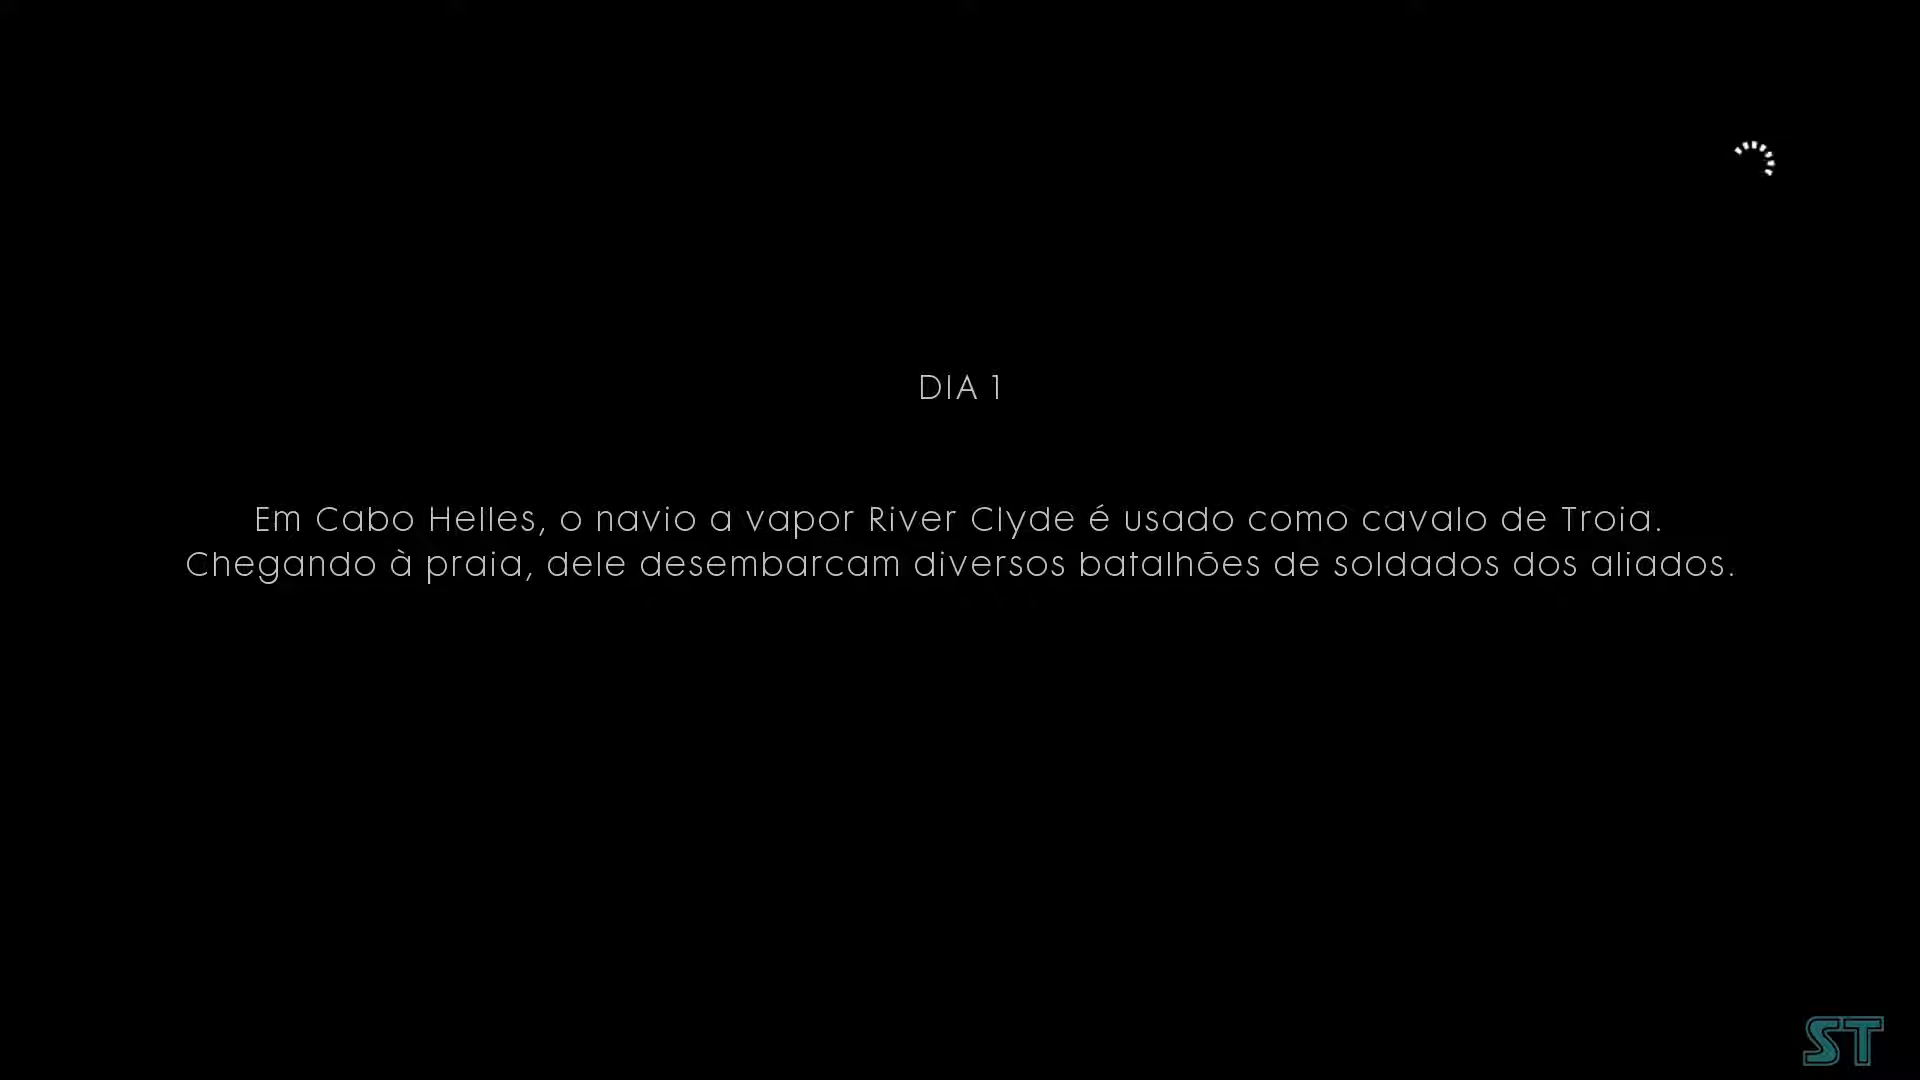 DIA 1
Em Cabo Helles, o navio a vapor River Clyde é usado como cavalo de Troia.
Chegando à praia, dele desembarcam diversos batalhões de soldados dos aliados.
ST